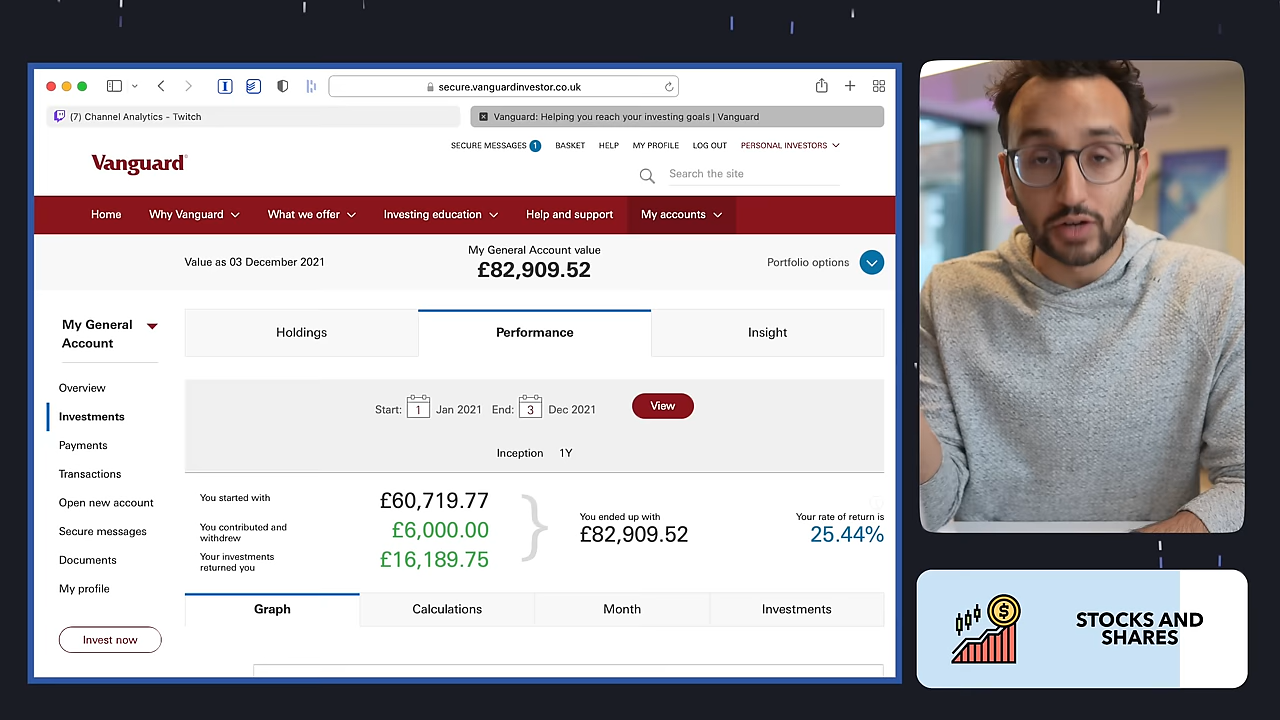 secure.vanguardinvestor.co.uk
(7) Channel Analytics - Twitch
Vanguard: Helping you reach your investing goals | Vanguard
SECURE MESSAGES 1 BASKET HELP MY PROFILE LOG OUT PERSONAL INVESTORS
Vanguard
Search the site
Home Why Vanguard What we offer Investing education Help and support My accounts
My General Account value
Value as 03 December 2021
£82,909.52
Portfolio options
My General
Account
Holdings Performance Insight
Overview
Investments
Payments
Transactions
Open new account
Secure messages
Documents
My profile
Invest now
Start: 1 Jan 2021 End: 3 Dec 2021 View
Inception 1Y
You started with £60,719.77
You contributed and
withdrew
£6,000.00
Your investments
returned you
£16,189.75
You ended up with
£82,909.52
Your rate of return is
25.44%
Graph Calculations Month Investments
$
STOCKS AND
SHARES